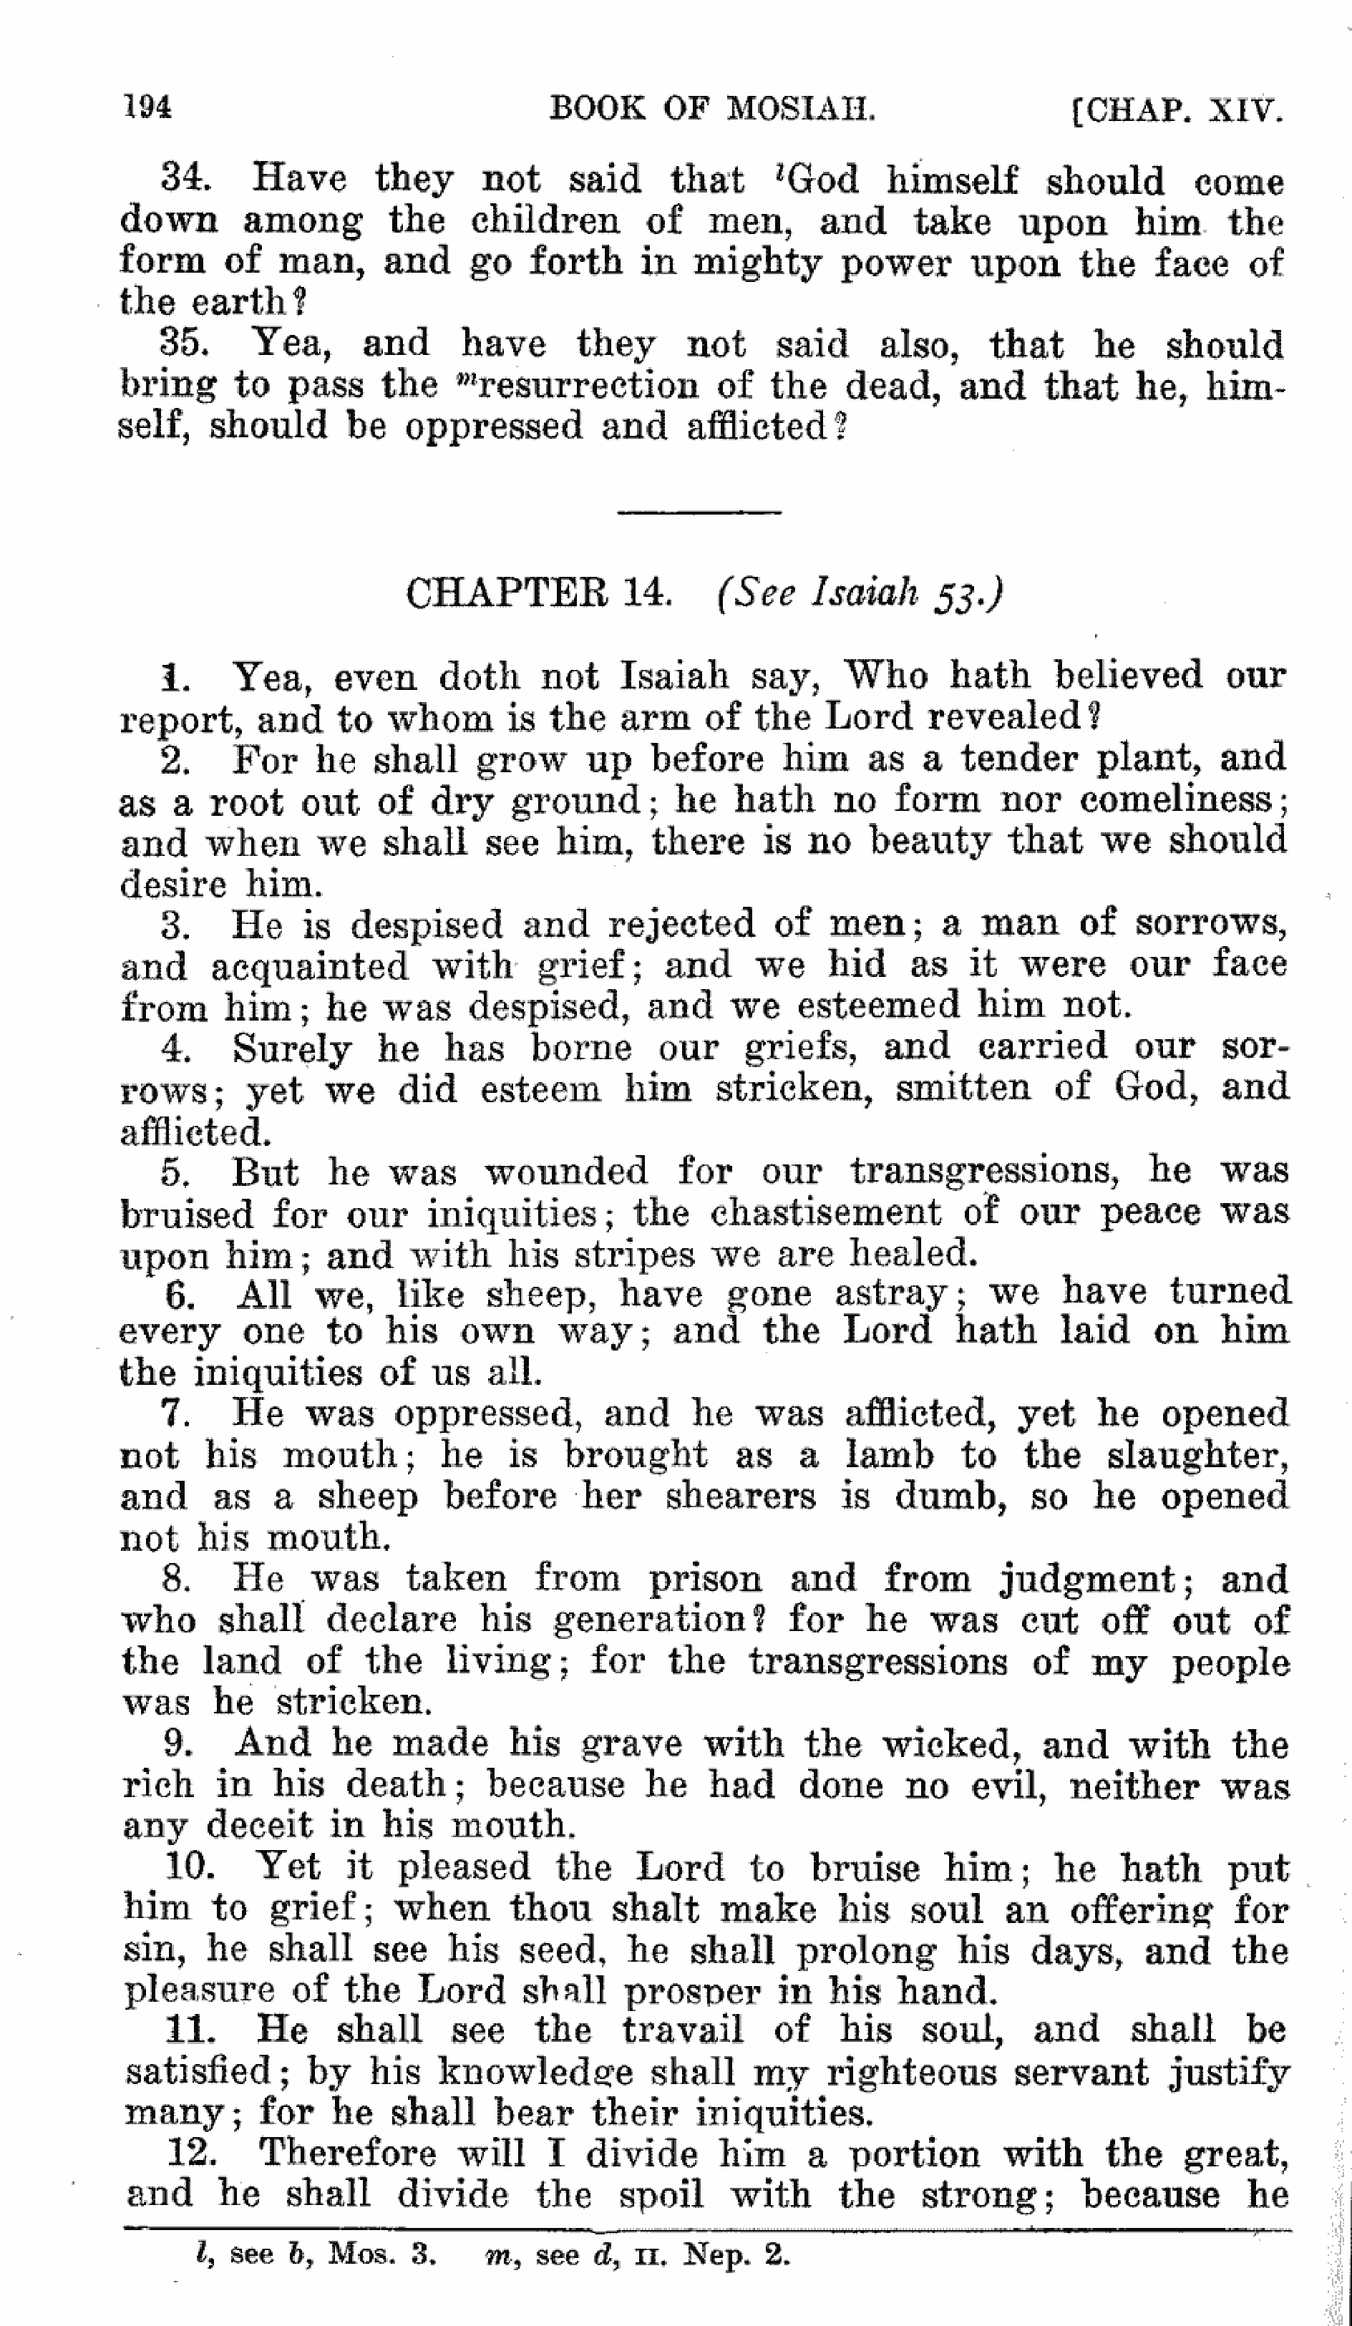 194 BOOK OF MOSIAH. [CHAP. XIV.
34. Have they not said that lGod himself should come
down among the children of men, and take upon him the
form of man, and go forth in mighty power upon the face of
the earth?
35. Yea, and have they not said also, that he should
bring to pass the mresurrection of the dead, and that he, him-
self, should be oppressed and afflicted?
CHAPTER 14. (See Isaiah 53.)
1. Yea, even doth not Isaiah say, Who hath believed our
report, and to whom is the arm of the Lord revealed?
2. For he shall grow up before him as a tender plant, and
as a root out of dry ground; he hath no form nor comeliness;
and when we shall see him, there is no beauty that we should
desire him.
3. He is despised and rejected of men; a man of sorrows,
and acquainted with grief; and we hid as it were our face
from him; he was despised, and we esteemed him not.
4. Surely he has borne our griefs, and carried our sor-
rows; yet we did esteem him stricken, smitten of God, and
afflicted.
5. But he was wounded for our transgressions, he was
bruised for our iniquities; the chastisement of our peace was
upon him; and with his stripes we are healed.
6. All we, like sheep, have gone astray; we have turned
every one to his own way; and the Lord hath laid on him
the iniquities of us all.
7. He was oppressed, and he was afflicted, yet he opened
not his mouth; he is brought as a lamb to the slaughter,
and as a sheep before her shearers is dumb, so he opened
not his mouth.
8. He was taken from prison and from judgment; and
who shall declare his generation? for he was cut off out of
the land of the living; for the transgressions of my people
was he stricken.
9. And he made his grave with the wicked, and with the
rich in his death; because he had done no evil, neither was
any deceit in his mouth.
10. Yet it pleased the Lord to bruise him; he hath put
him to grief; when thou shalt make his soul an offering for
sin, he shall see his seed, he shall prolong his days, and the
pleasure of the Lord shall prosper in his hand.
11. He shall see the travail of his soul, and shall be
satisfied; by his knowledge shall my righteous servant justify
many; for he shall bear their iniquities.
12. Therefore will I divide him a portion with the great,
and he shall divide the spoil with the strong; because he
l, see b, Mos. 3. m, see d, II. Nep. 2.